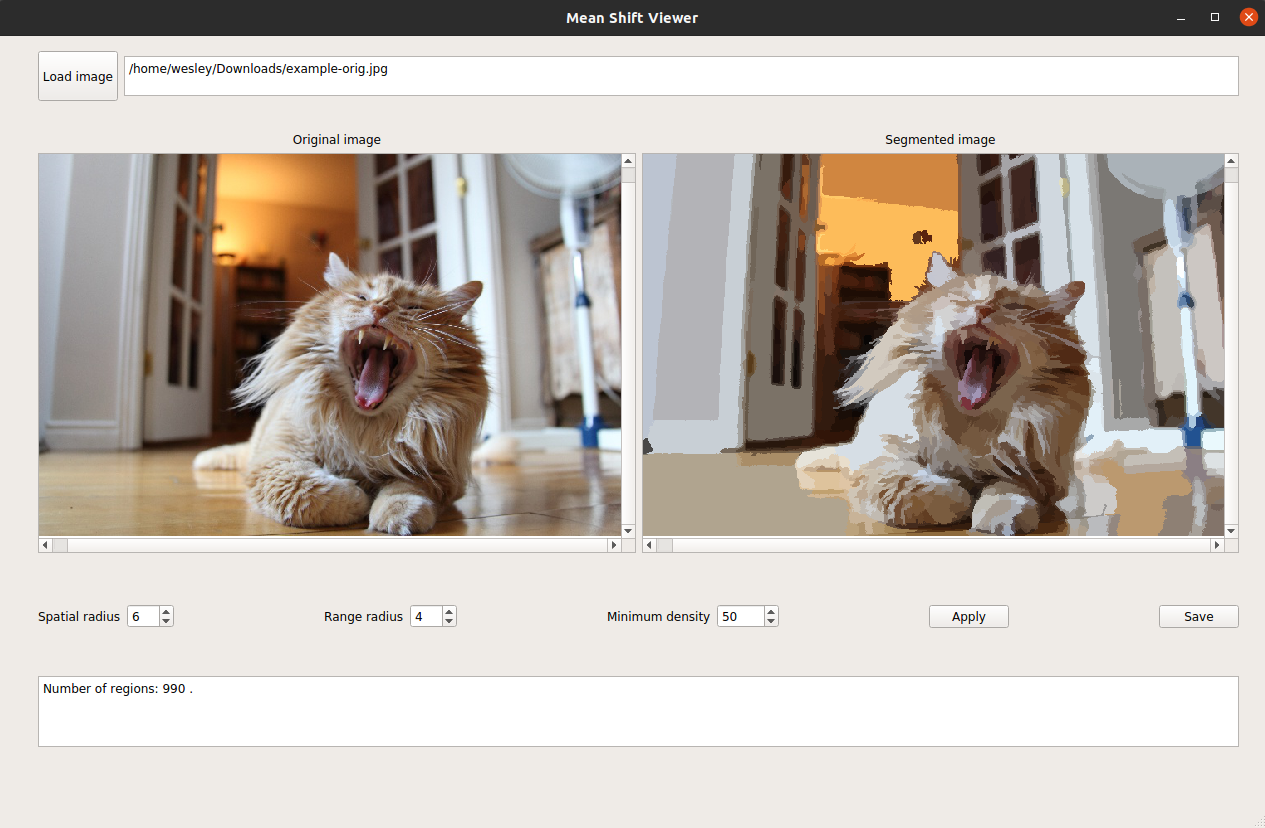 Mean Shift Viewer
Load image
/home/wesley/Downloads/example-orig.jpg
Original image
Segmented image
Spatial radius 6
Range radius 4
Minimum density 50
Apply
Save
Number of regions: 990 .